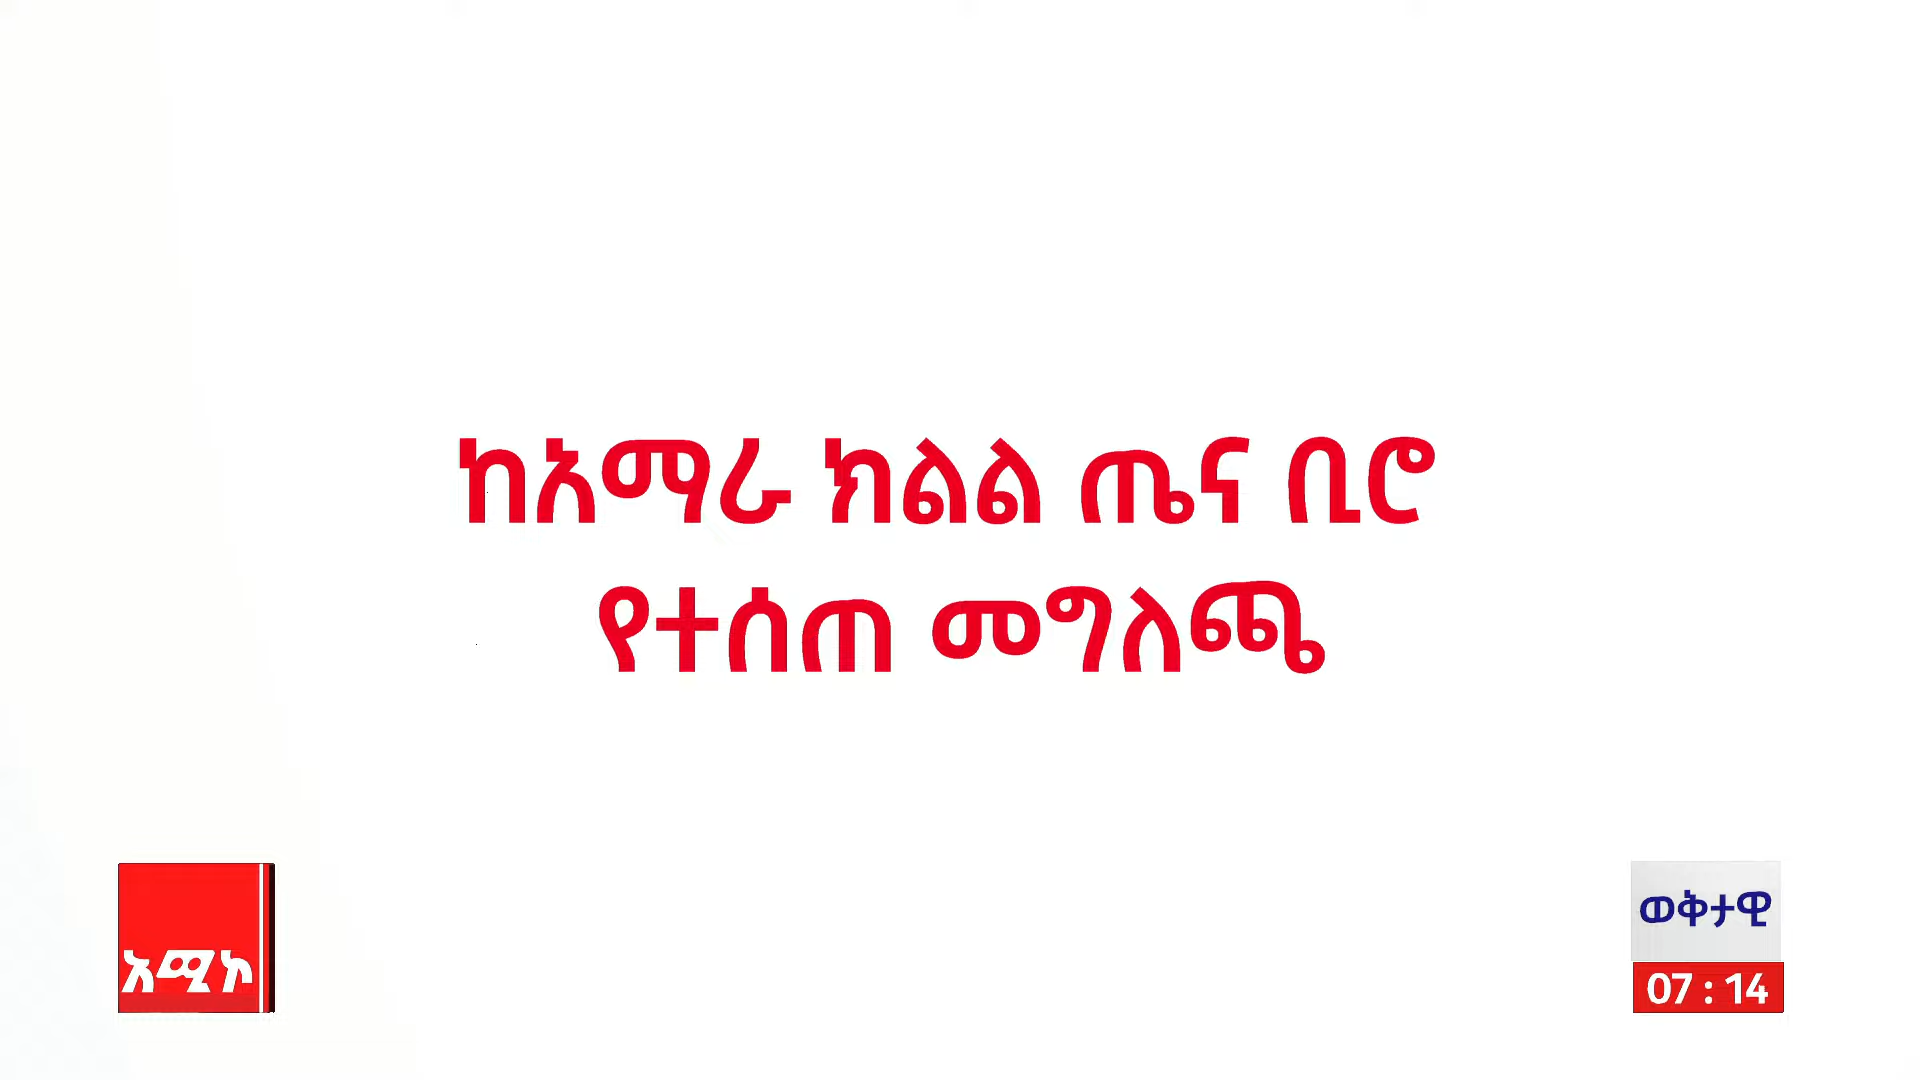 ከአማራ ክልል ጤና ቢሮ
የተሰጠ መግለጫ
አሚኮ
ወቅታዊ
07 : 14